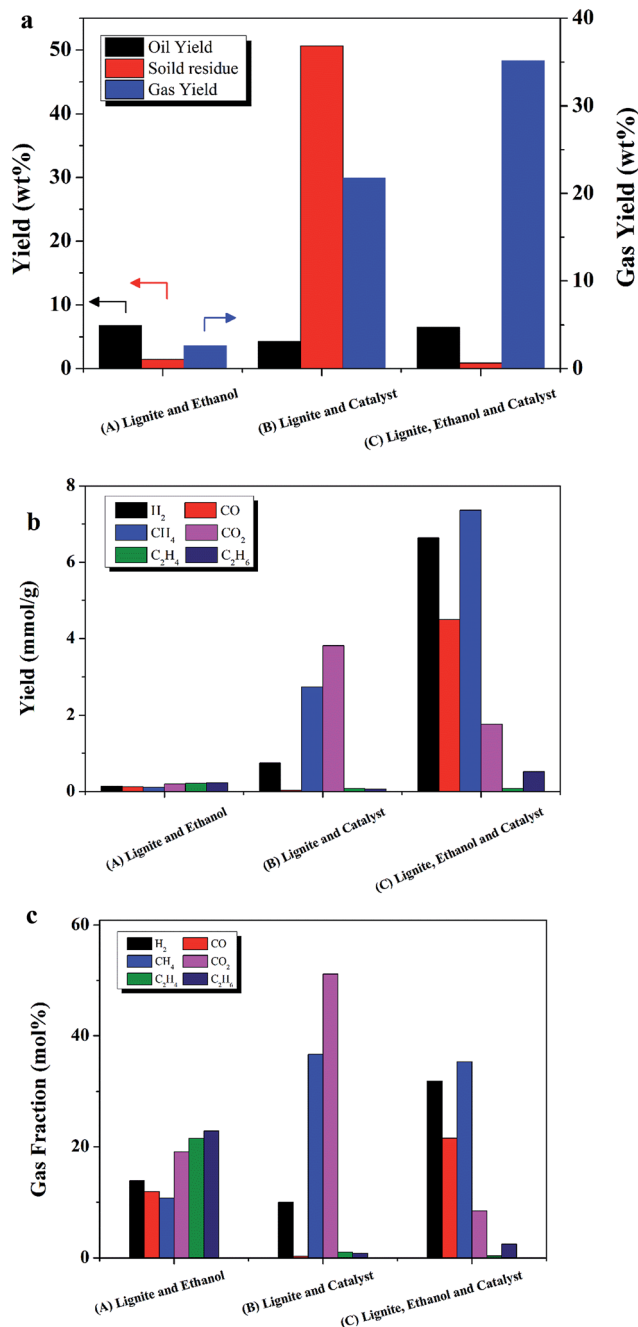 a
Oil Yield
Soild residue
Gas Yield
Yield (wt%)
Gas Yield (wt%)
50
40
30
20
10
0
40
30
20
10
0
(A) Lignite and Ethanol
(B) Lignite and Catalyst
(C) Lignite, Ethanol and Catalyst
b
H₂ CO
CH₄ CO₂
C₂H₄ C₂H₆
Yield (mmol/g)
8
6
4
2
0
(A) Lignite and Ethanol
(B) Lignite and Catalyst
(C) Lignite, Ethanol and Catalyst
c
H₂ CO
CH₄ CO₂
C₂H₄ C₂H₆
Gas Fraction (mol%)
60
40
20
0
(A) Lignite and Ethanol
(B) Lignite and Catalyst
(C) Lignite, Ethanol and Catalyst